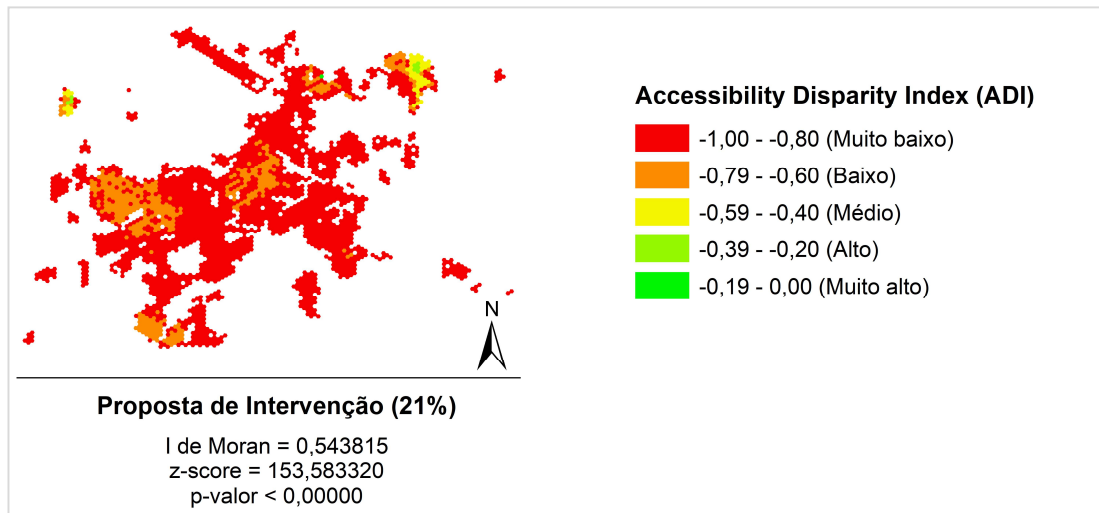 Accessibility Disparity Index (ADI)
-1,00 - -0,80 (Muito baixo)
-0,79 - -0,60 (Baixo)
-0,59 - -0,40 (Médio)
-0,39 - -0,20 (Alto)
-0,19 - 0,00 (Muito alto)
N
Proposta de Intervenção (21%)
I de Moran = 0,543815
z-score = 153,583320
p-valor < 0,00000